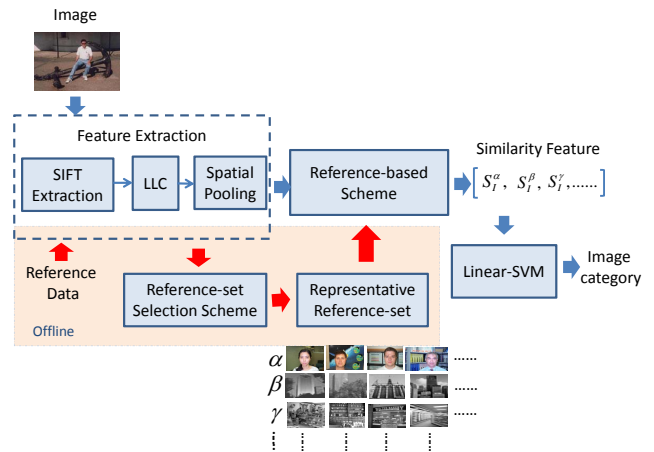 Image
Feature Extraction
SIFT Extraction
LLC
Spatial Pooling
Reference-based Scheme
Similarity Feature
[ S_I^α, S_I^β, S_I^γ,...... ]
Linear-SVM
Image category
Reference Data
Reference-set Selection Scheme
Representative Reference-set
Offline
α ......
β ......
γ ......